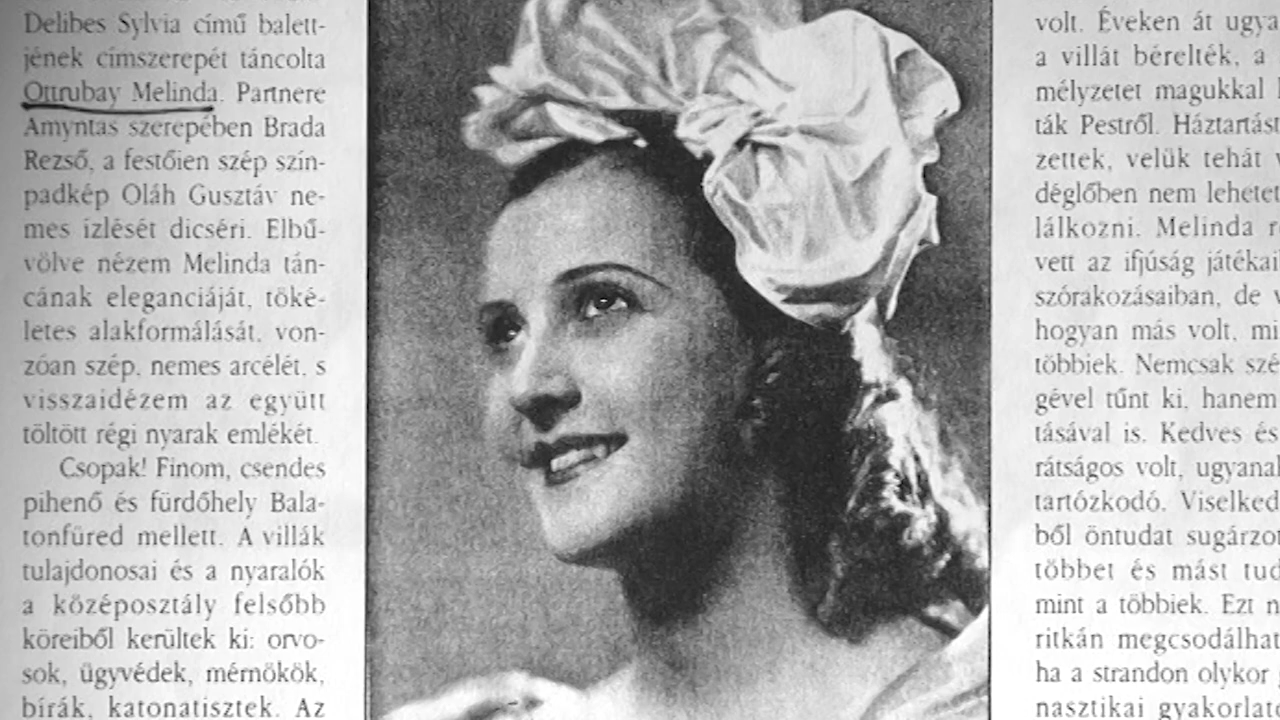 Delibes Sylvia című balett-
jének címszerepét táncolta
Ottrubay Melinda. Partnere
Amyntas szerepében Brada
Rezső, a festőien szép szín-
padkép Oláh Gusztáv ne-
mes ízlését dicséri. Elbű-
völve nézem Melinda tán-
cának eleganciáját, töké-
letes alakformálását, von-
zóan szép, nemes arcélét, s
visszaidézem az együtt
töltött régi nyarak emlékét.
Csopak! Finom, csendes
pihenő és fürdőhely Bala-
tonfüred mellett. A villák
tulajdonosai és a nyaralók
a középosztály felsőbb
köreiből kerültek ki: orvo-
sok, ügyvédek, mérnökök,
bírák, katonatisztek. Az
volt. Éveken át ugya
a villát bérelték, a
mélyzetet magukkal
ták Pestről. Háztartást
zettek, velük tehát
déglőben nem lehetet
lálkozni. Melinda r
vett az ifjúság játékai
szórakozásaiban, de v
hogyan más volt, mi
többiek. Nemcsak szé
gével tűnt ki, hanem
tásával is. Kedves és
rátságos volt, ugyanak
tartózkodó. Viselked
ből öntudat sugárzot
többet és mást tud
mint a többiek. Ezt n
ritkán megcsodálhat
ha a strandon olykor g
nasztikai gyakorlato